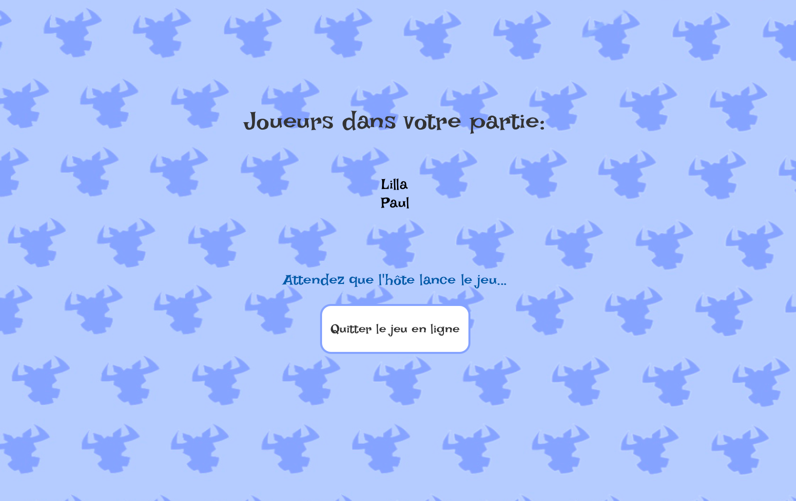 Joueurs dans votre partie:
Lilla
Paul
Attendez que l'hôte lance le jeu...
Quitter le jeu en ligne